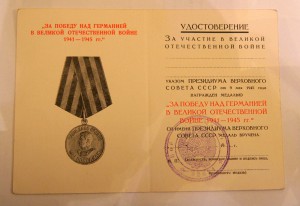 „ЗА ПОБЕДУ НАД ГЕРМАНИЕЙ
В ВЕЛИКОЙ ОТЕЧЕСТВЕННОЙ ВОЙНЕ
1941—1945 гг.“
УДОСТОВЕРЕНИЕ
ЗА УЧАСТИЕ В ВЕЛИКОЙ
ОТЕЧЕСТВЕННОЙ ВОЙНЕ
УКАЗОМ ПРЕЗИДИУМА ВЕРХОВНОГО
СОВЕТА СССР от 9 мая 1945 года
НАГРАЖДЕН МЕДАЛЬЮ
„ЗА ПОБЕДУ НАД ГЕРМАНИЕЙ
В ВЕЛИКОЙ ОТЕЧЕСТВЕННОЙ
ВОЙНЕ 1941—1945 гг.“
ОТ ИМЕНИ ПРЕЗИДИУМА ВЕРХОВНОГО
СОВЕТА СССР МЕДАЛЬ ВРУЧЕНА